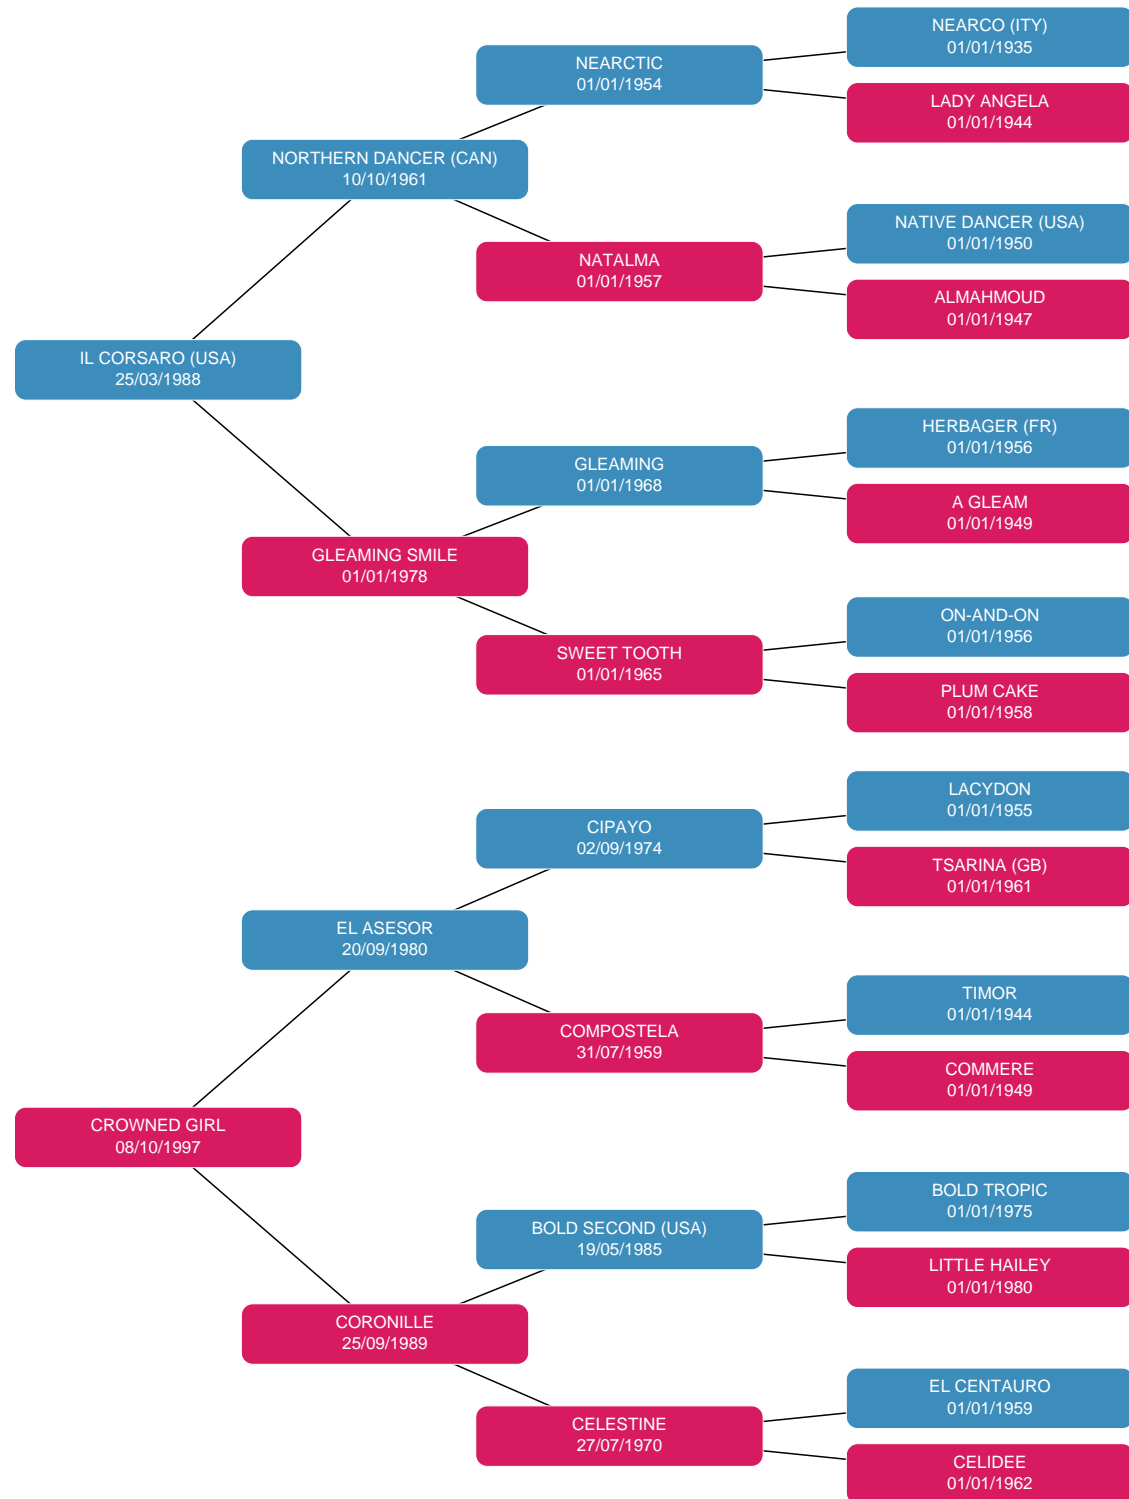 NEARCO (ITY)
01/01/1935
NEARCTIC
01/01/1954
LADY ANGELA
01/01/1944
NORTHERN DANCER (CAN)
10/10/1961
NATIVE DANCER (USA)
01/01/1950
NATALMA
01/01/1957
ALMAHMOUD
01/01/1947
IL CORSARO (USA)
25/03/1988
HERBAGER (FR)
01/01/1956
GLEAMING
01/01/1968
A GLEAM
01/01/1949
GLEAMING SMILE
01/01/1978
ON-AND-ON
01/01/1956
SWEET TOOTH
01/01/1965
PLUM CAKE
01/01/1958
LACYDON
01/01/1955
CIPAYO
02/09/1974
TSARINA (GB)
01/01/1961
EL ASESOR
20/09/1980
TIMOR
01/01/1944
COMPOSTELA
31/07/1959
COMMERE
01/01/1949
CROWNED GIRL
08/10/1997
BOLD TROPIC
01/01/1975
BOLD SECOND (USA)
19/05/1985
LITTLE HAILEY
01/01/1980
CORONILLE
25/09/1989
EL CENTAURO
01/01/1959
CELESTINE
27/07/1970
CELIDEE
01/01/1962